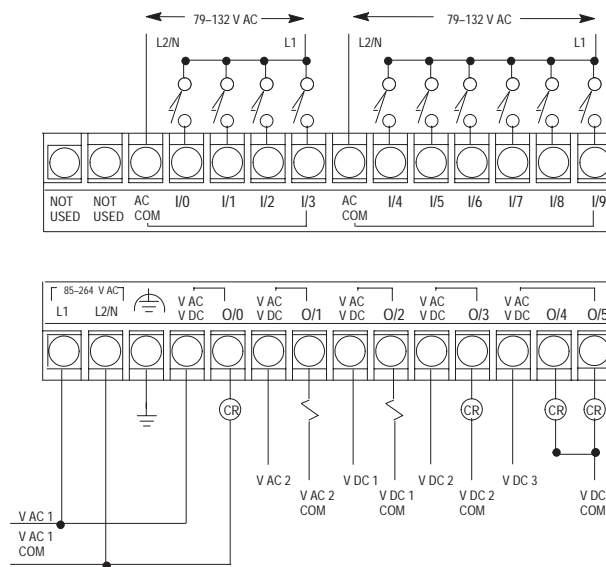 79–132 V AC
79–132 V AC
L2/N
L1
L2/N
L1
NOT USED
NOT USED
AC COM
I/0
I/1
I/2
I/3
AC COM
I/4
I/5
I/6
I/7
I/8
I/9
85–264 V AC
L1
L2/N
V AC
V DC
O/0
V AC
V DC
O/1
V AC
V DC
O/2
V AC
V DC
O/3
V AC
V DC
O/4
O/5
CR
CR
CR
CR
V AC 2
V AC 2
COM
V DC 1
V DC 1
COM
V DC 2
V DC 2
COM
V DC 3
V DC
COM
V AC 1
V AC 1
COM